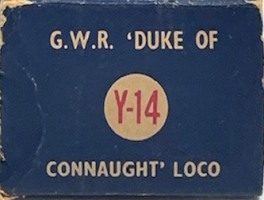 G.W.R. 'DUKE OF
Y-14
CONNAUGHT' LOCO